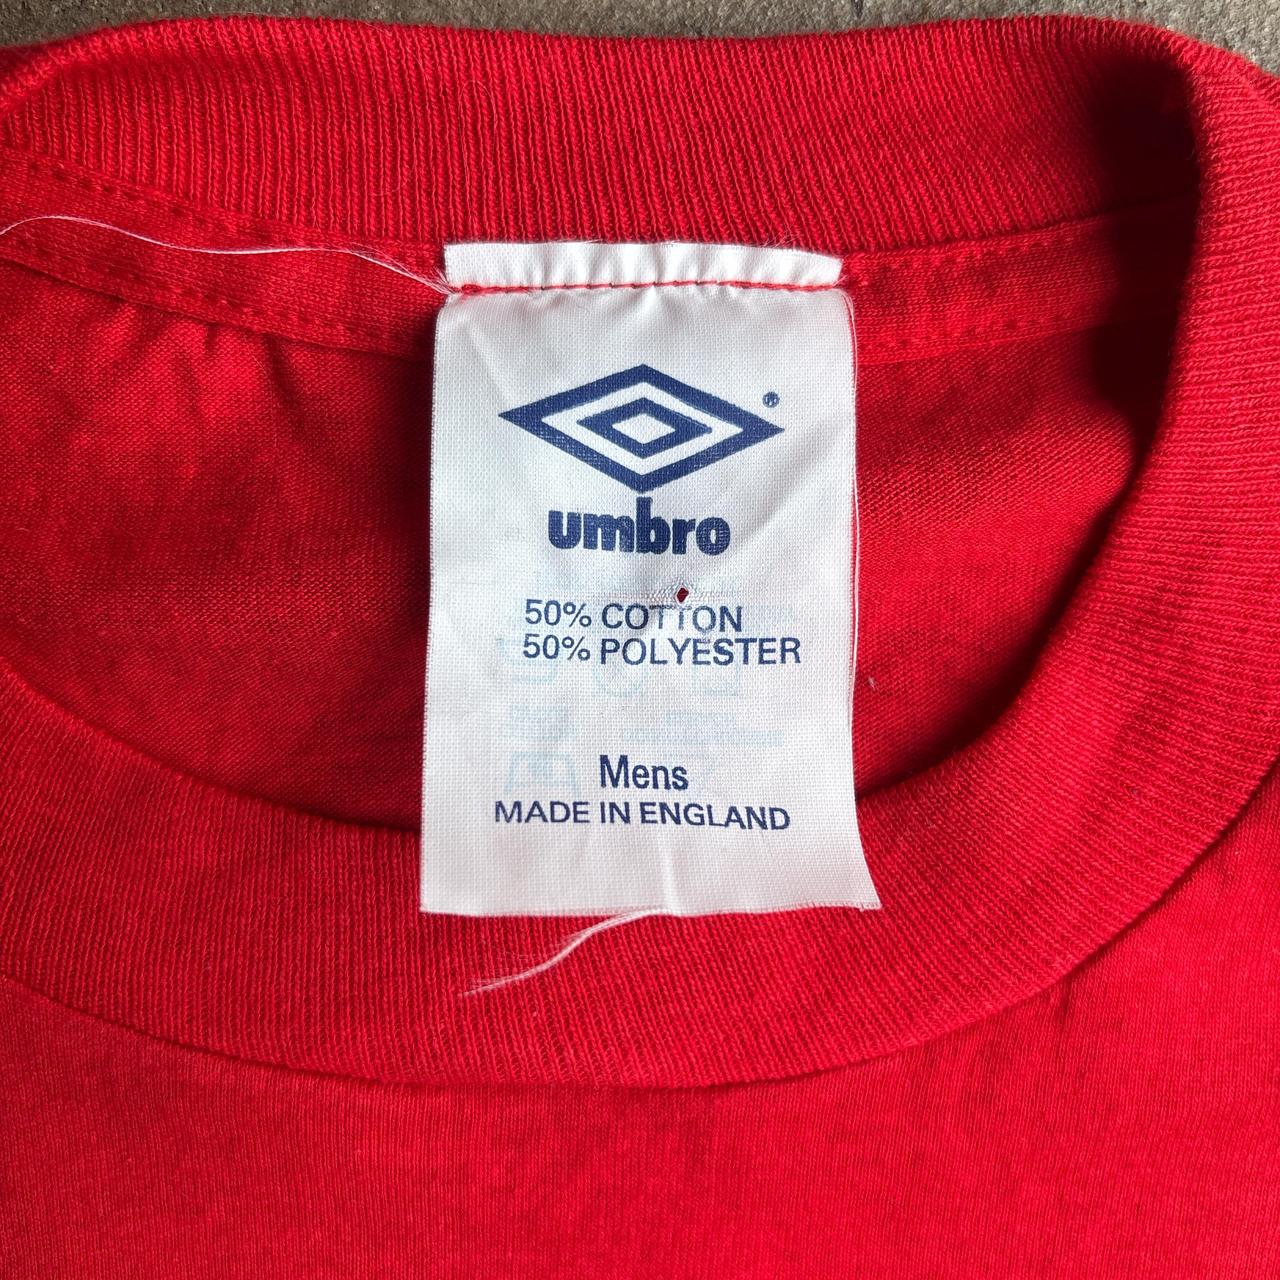 ®
umbro
50% COTTON
50% POLYESTER
Mens
MADE IN ENGLAND